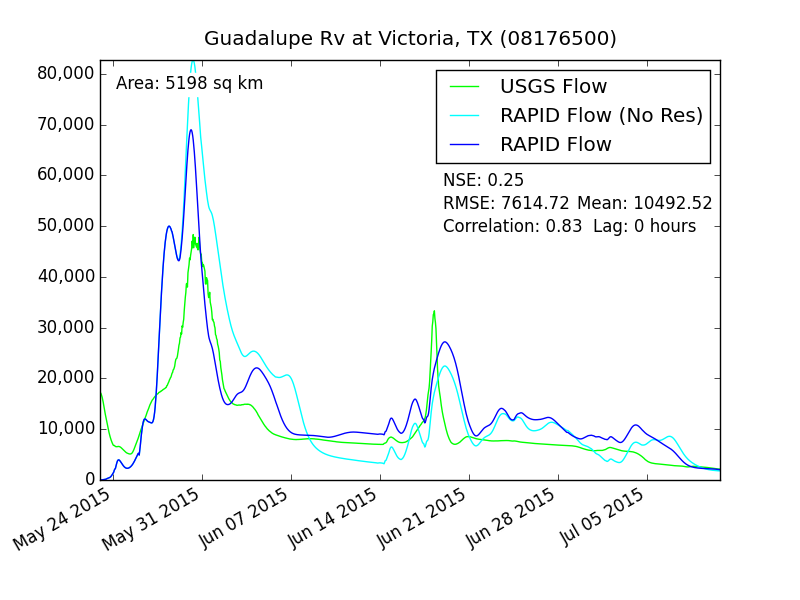 Guadalupe Rv at Victoria, TX (08176500)
80,000
70,000
60,000
50,000
40,000
30,000
20,000
10,000
0
Area: 5198 sq km
USGS Flow
RAPID Flow (No Res)
RAPID Flow
NSE: 0.25
RMSE: 7614.72 Mean: 10492.52
Correlation: 0.83 Lag: 0 hours
May 24 2015
May 31 2015
Jun 07 2015
Jun 14 2015
Jun 21 2015
Jun 28 2015
Jul 05 2015